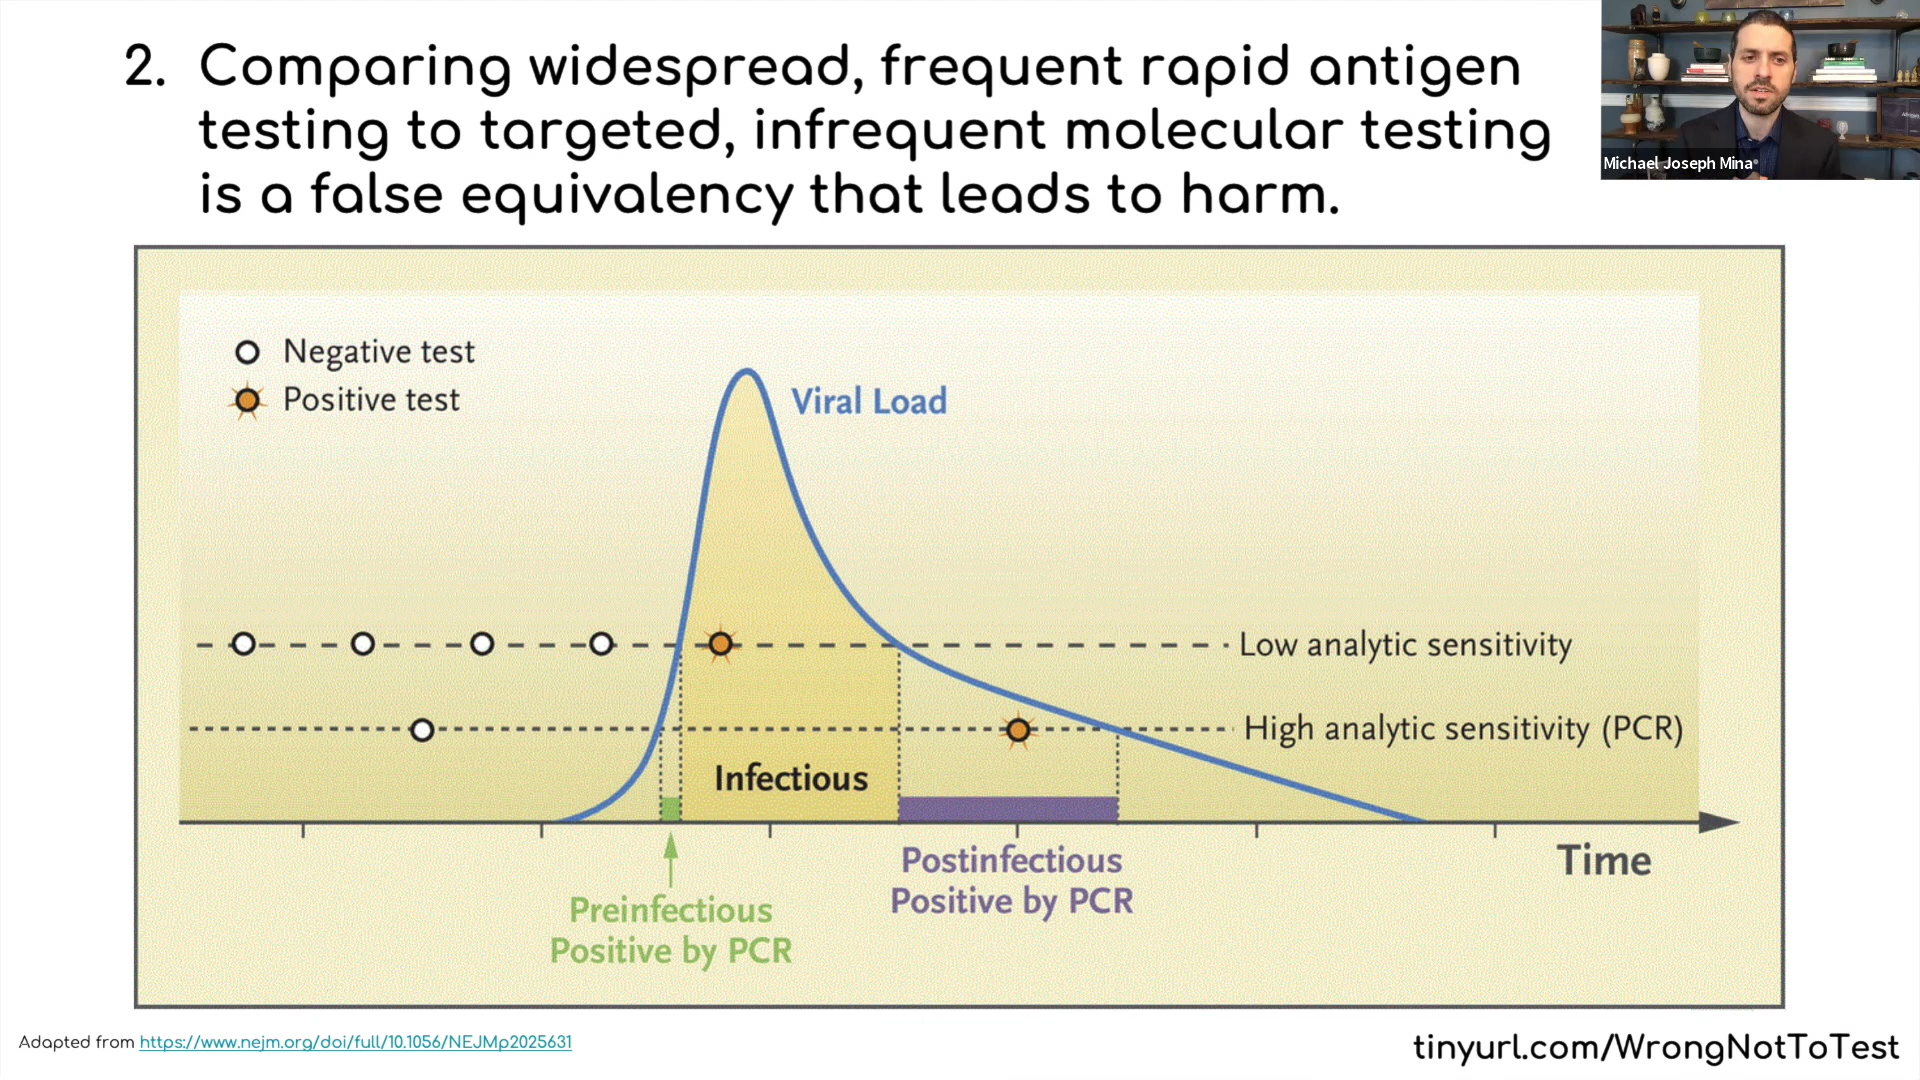 2. Comparing widespread, frequent rapid antigen
testing to targeted, infrequent molecular testing
is a false equivalency that leads to harm.
Michael Joseph Mina
Negative test
Positive test
Viral Load
Low analytic sensitivity
High analytic sensitivity (PCR)
Infectious
Time
Postinfectious
Positive by PCR
Preinfectious
Positive by PCR
Adapted from https://www.nejm.org/doi/full/10.1056/NEJMp2025631
tinyurl.com/WrongNotToTest